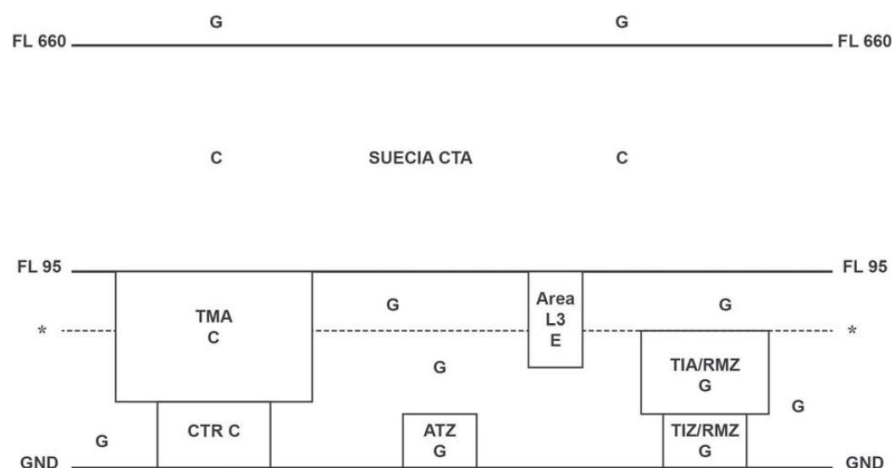 G G
FL 660 FL 660
C SUECIA CTA C
FL 95 FL 95
TMA
C
G
Area
L3
E
G
* *
G
TIA/RMZ
G
G
CTR C
ATZ
G
TIZ/RMZ
G
G
GND GND